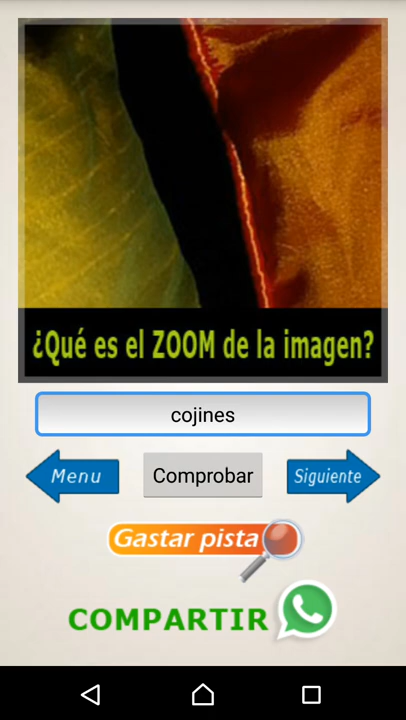 ¿Qué es el ZOOM de la imagen?
cojines
Menu
Comprobar
Siguiente
Gastar pista
COMPARTIR